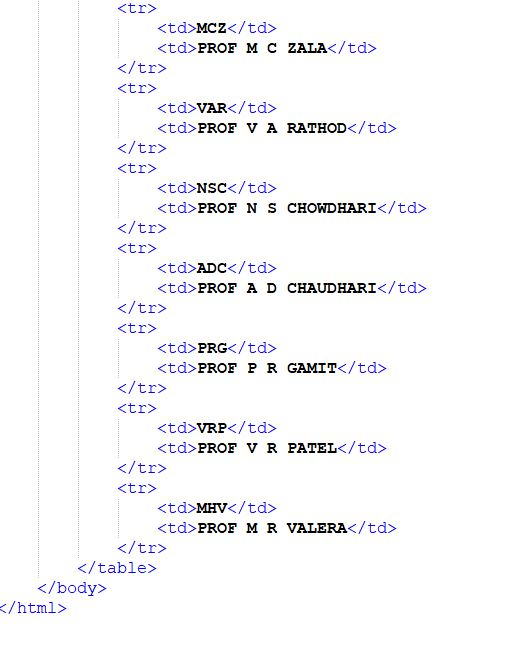 <tr>
<td>MCZ</td>
<td>PROF M C ZALA</td>
</tr>
<tr>
<td>VAR</td>
<td>PROF V A RATHOD</td>
</tr>
<tr>
<td>NSC</td>
<td>PROF N S CHOWDHARI</td>
</tr>
<tr>
<td>ADC</td>
<td>PROF A D CHAUDHARI</td>
</tr>
<tr>
<td>PRG</td>
<td>PROF P R GAMIT</td>
</tr>
<tr>
<td>VRP</td>
<td>PROF V R PATEL</td>
</tr>
<tr>
<td>MHV</td>
<td>PROF M R VALERA</td>
</tr>
</table>
</body>
</html>